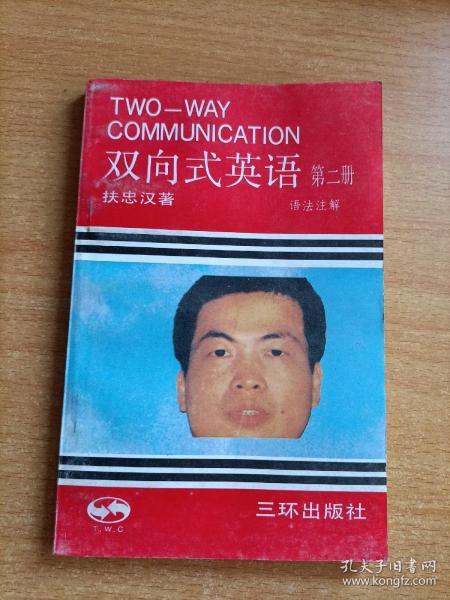 TWO—WAY
COMMUNICATION
双向式英语 第二册
扶忠汉著
语法注解
T.W.C
三环出版社
孔夫子旧书网
www.kongfz.com